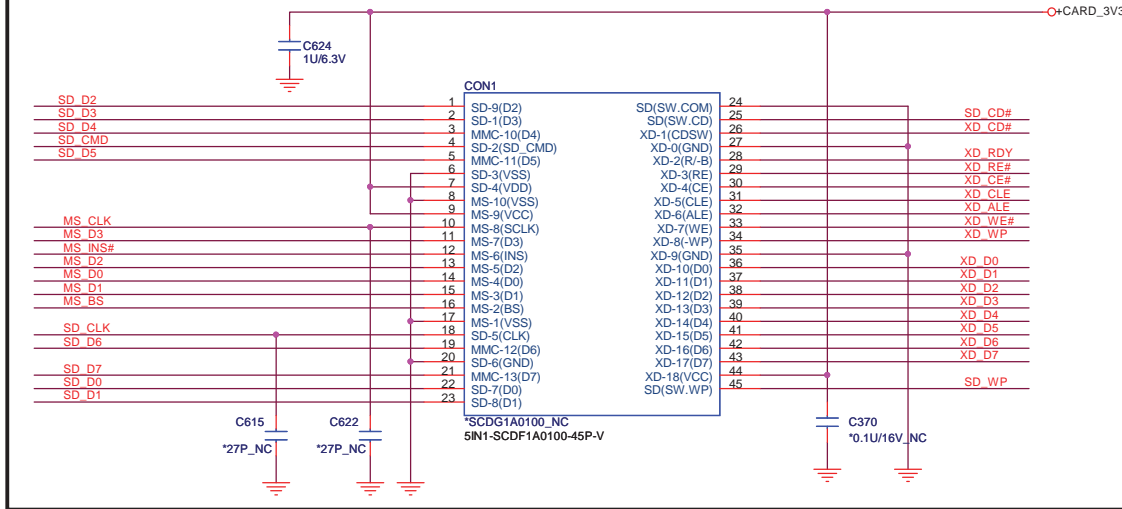 +CARD_3V3
C624
1U/6.3V
CON1
SD_D2 1 SD-9(D2) SD(SW.COM) 24
SD_D3 2 SD-1(D3) SD(SW.CD) 25 SD_CD#
SD_D4 3 MMC-10(D4) XD-1(CDSW) 26 XD_CD#
SD_CMD 4 SD-2(SD_CMD) XD-0(GND) 27
SD_D5 5 MMC-11(D5) XD-2(R/-B) 28 XD_RDY
6 SD-3(VSS) XD-3(RE) 29 XD_RE#
7 SD-4(VDD) XD-4(CE) 30 XD_CE#
8 MS-10(VSS) XD-5(CLE) 31 XD_CLE
9 MS-9(VCC) XD-6(ALE) 32 XD_ALE
MS_CLK 10 MS-8(SCLK) XD-7(WE) 33 XD_WE#
MS_D3 11 MS-7(D3) XD-8(-WP) 34 XD_WP
MS_INS# 12 MS-6(INS) XD-9(GND) 35
MS_D2 13 MS-5(D2) XD-10(D0) 36 XD_D0
MS_D0 14 MS-4(D0) XD-11(D1) 37 XD_D1
MS_D1 15 MS-3(D1) XD-12(D2) 38 XD_D2
MS_BS 16 MS-2(BS) XD-13(D3) 39 XD_D3
17 MS-1(VSS) XD-14(D4) 40 XD_D4
SD_CLK 18 SD-5(CLK) XD-15(D5) 41 XD_D5
SD_D6 19 MMC-12(D6) XD-16(D6) 42 XD_D6
20 SD-6(GND) XD-17(D7) 43 XD_D7
SD_D7 21 MMC-13(D7) XD-18(VCC) 44
SD_D0 22 SD-7(D0) SD(SW.WP) 45 SD_WP
SD_D1 23 SD-8(D1)
C615 C622 *SCDG1A0100_NC C370
*27P_NC *27P_NC 5IN1-SCDF1A0100-45P-V *0.1U/16V_NC